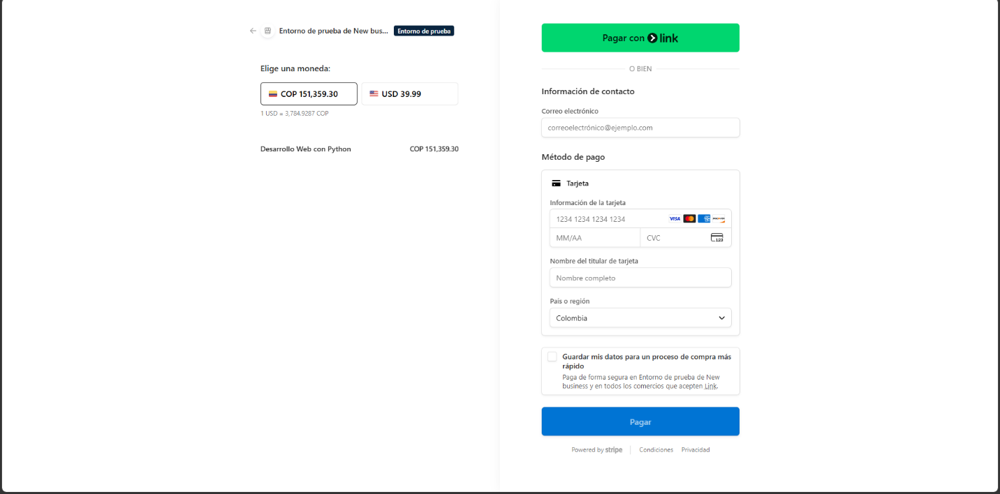 Entorno de prueba de New bus... Entorno de prueba
Elige una moneda:
COP 151,359.30 USD 39.99
1 USD = 3,784.9287 COP
Desarrollo Web con Python COP 151,359.30
Pagar con link
O BIEN
Información de contacto
Correo electrónico
correoelectrónico@ejemplo.com
Método de pago
Tarjeta
Información de la tarjeta
1234 1234 1234 1234 VISA DISCOVER
MM/AA CVC 123
Nombre del titular de tarjeta
Nombre completo
País o región
Colombia
Guardar mis datos para un proceso de compra más
rápido
Paga de forma segura en Entorno de prueba de New
business y en todos los comercios que acepten Link.
Pagar
Powered by stripe Condiciones Privacidad